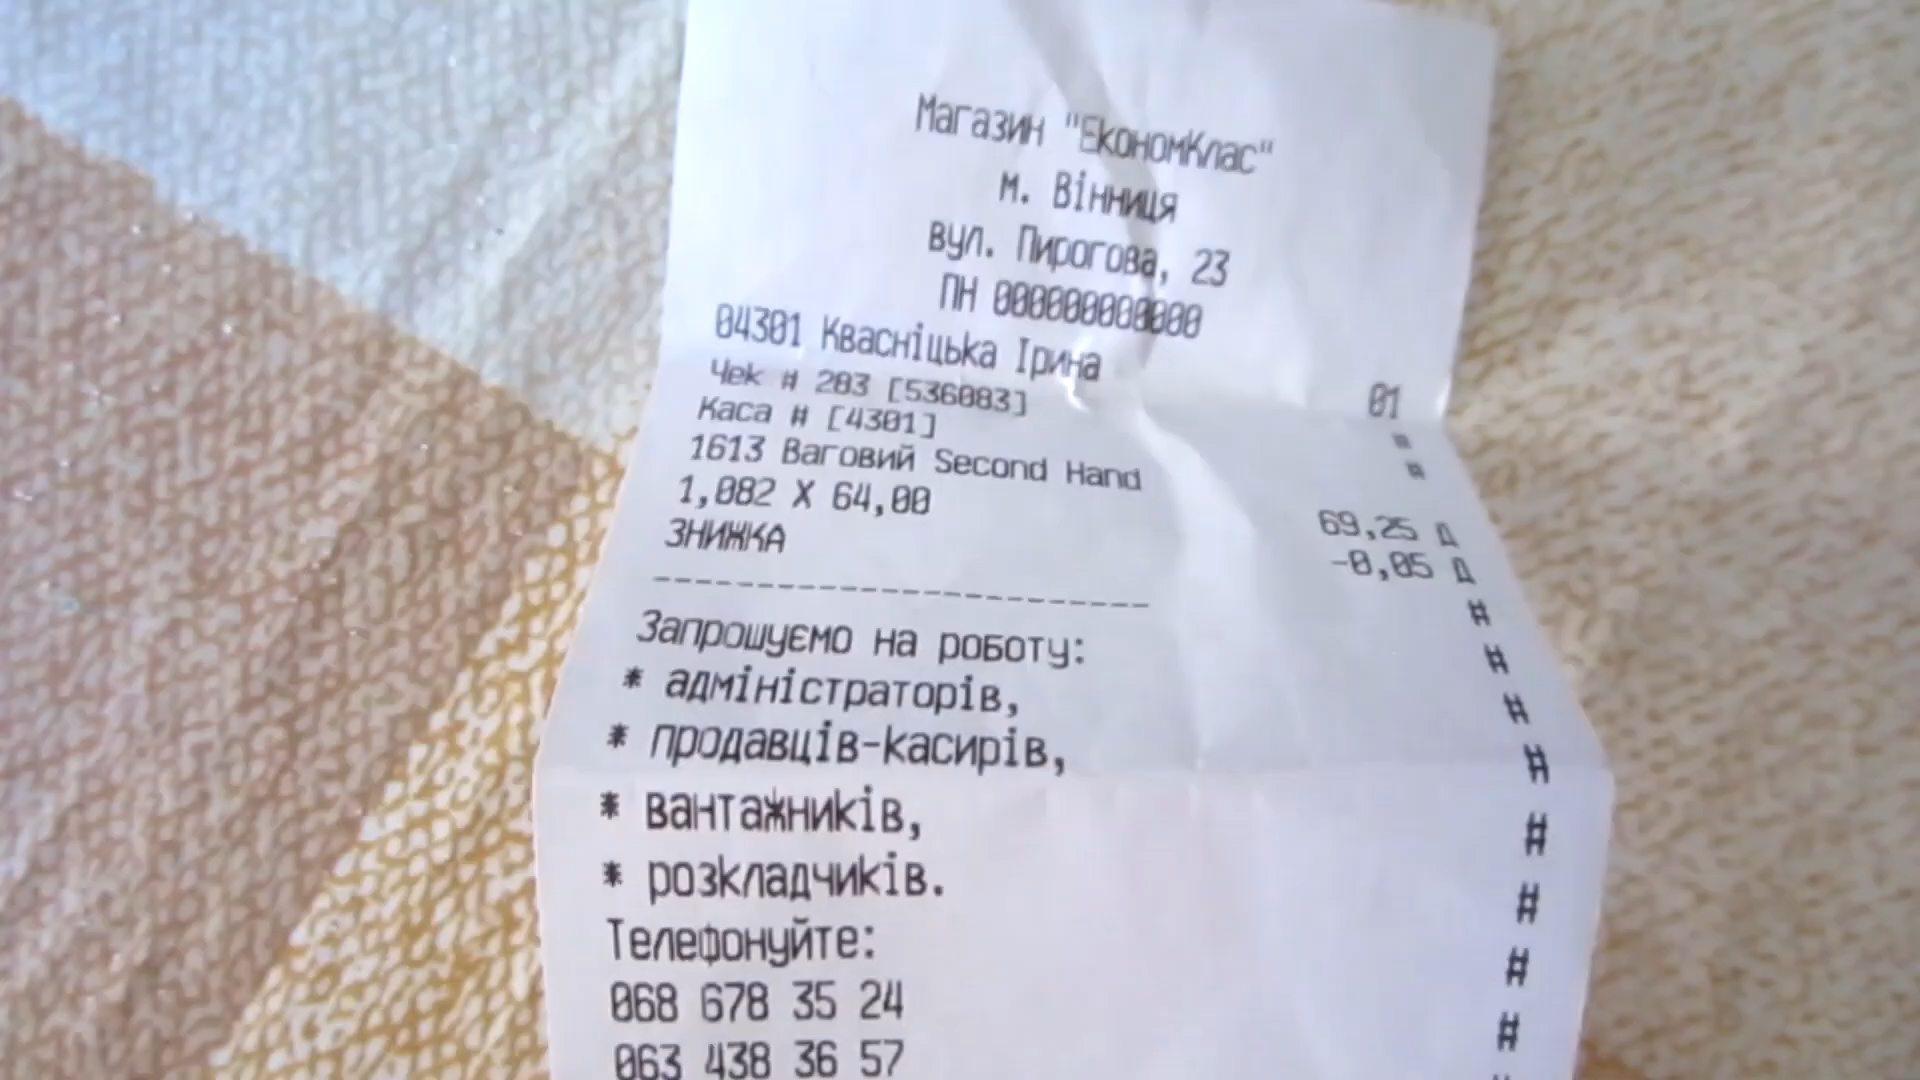 Магазин "ЕкономКлас"
м. Вінниця
вул. Пирогова, 23
ПН 000000000000
04301 Квасніцька Ірина 01
Чек # 203 [536083] #
Каса # [4301] #
1613 Ваговий Second Hand
1,082 X 64,00 69,25 Д
ЗНИЖКА -0,05 Д
------------------------ #
Запрошуємо на роботу: #
* адміністраторів, #
* продавців-касирів, #
* вантажників, #
* розкладчиків. #
Телефонуйте: #
068 678 35 24 #
063 438 36 57